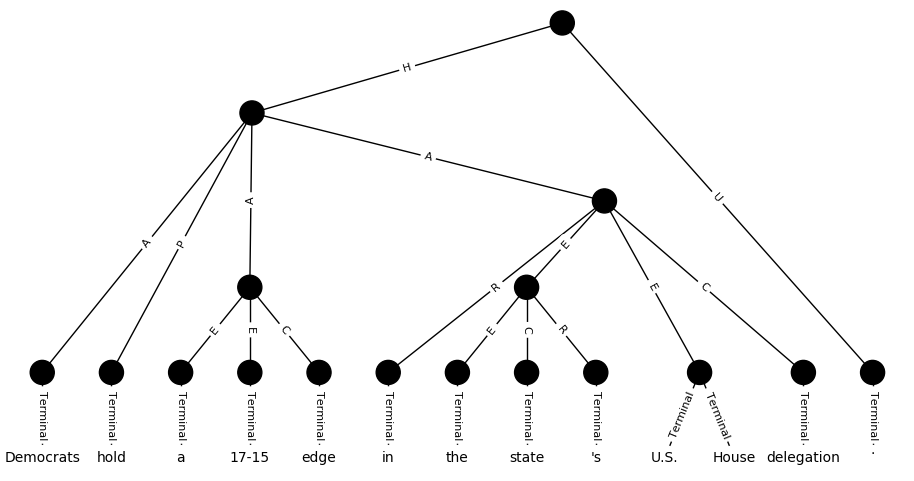 H
A
A
U
A
P
E
R
E
E
C
E
E
C
E
C
R
Terminal Terminal Terminal Terminal Terminal Terminal Terminal Terminal Terminal Terminal Terminal Terminal Terminal
Democrats hold a 17-15 edge in the state 's U.S. House delegation .